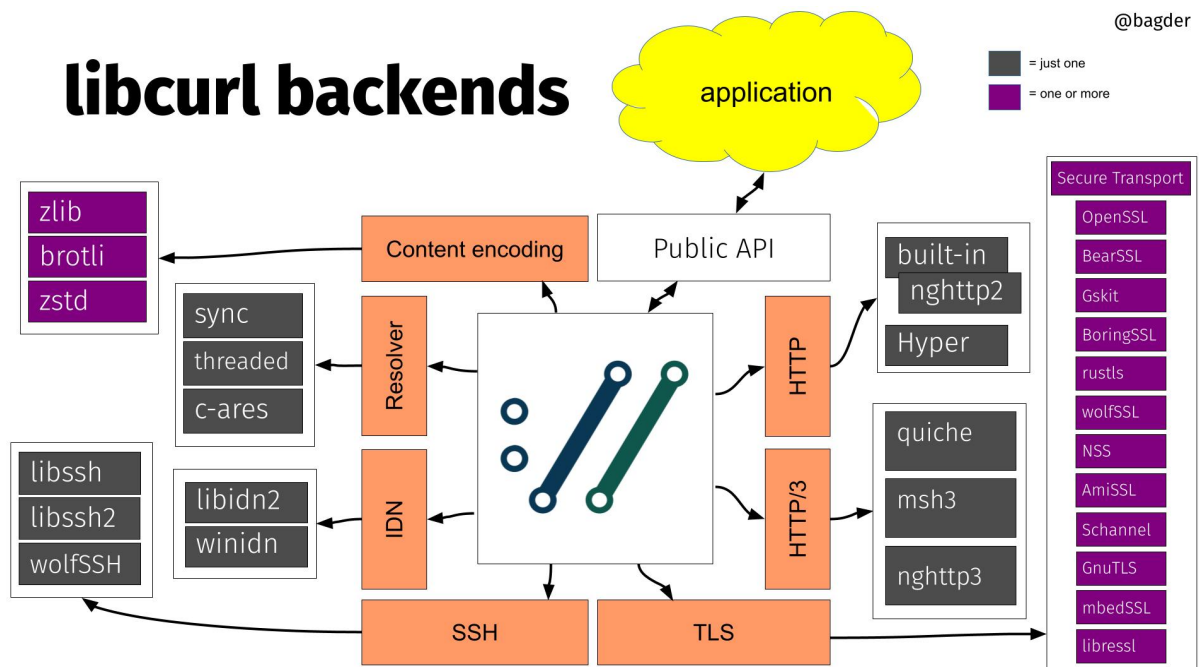 @bagder
libcurl backends
application
= just one
= one or more
Secure Transport
OpenSSL
BearSSL
Gskit
BoringSSL
rustls
wolfSSL
NSS
AmiSSL
Schannel
GnuTLS
mbedSSL
libressl
zlib
brotli
zstd
Content encoding
Public API
built-in
nghttp2
Hyper
sync
threaded
c-ares
Resolver
HTTP
quiche
msh3
nghttp3
libssh
libssh2
wolfSSH
libidn2
winidn
IDN
HTTP/3
SSH
TLS